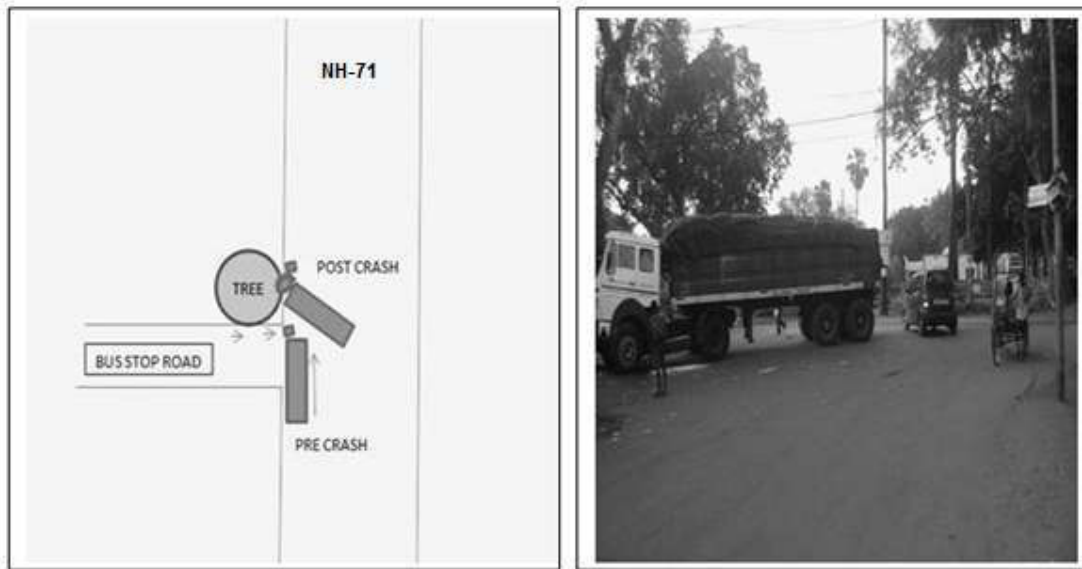 NH-71
POST CRASH
TREE
BUS STOP ROAD
PRE CRASH